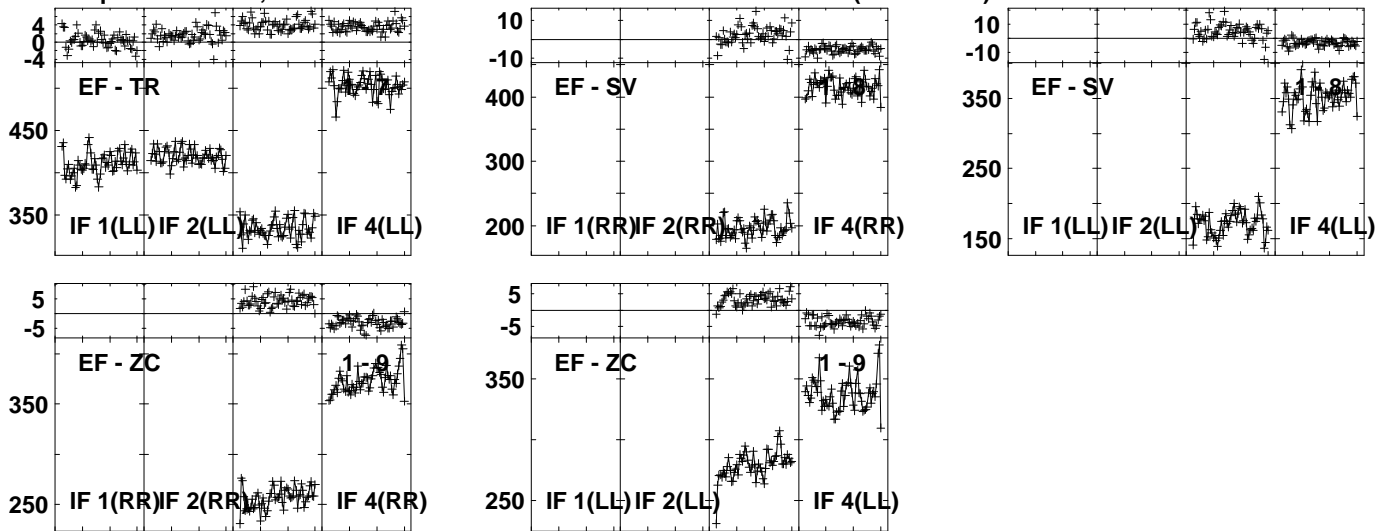 4
0
-4
EF - TR
450
350
IF 1(LL) IF 2(LL) IF 4(LL)
10
-10
EF - SV 1 - 8
400
300
200
IF 1(RR) IF 2(RR) IF 4(RR)
10
-10
EF - SV 1 - 8
350
250
150
IF 1(LL) IF 2(LL) IF 4(LL)
5
-5
EF - ZC 1 - 9
350
250
IF 1(RR) IF 2(RR) IF 4(RR)
5
-5
EF - ZC 1 - 9
350
250
IF 1(LL) IF 2(LL) IF 4(LL)